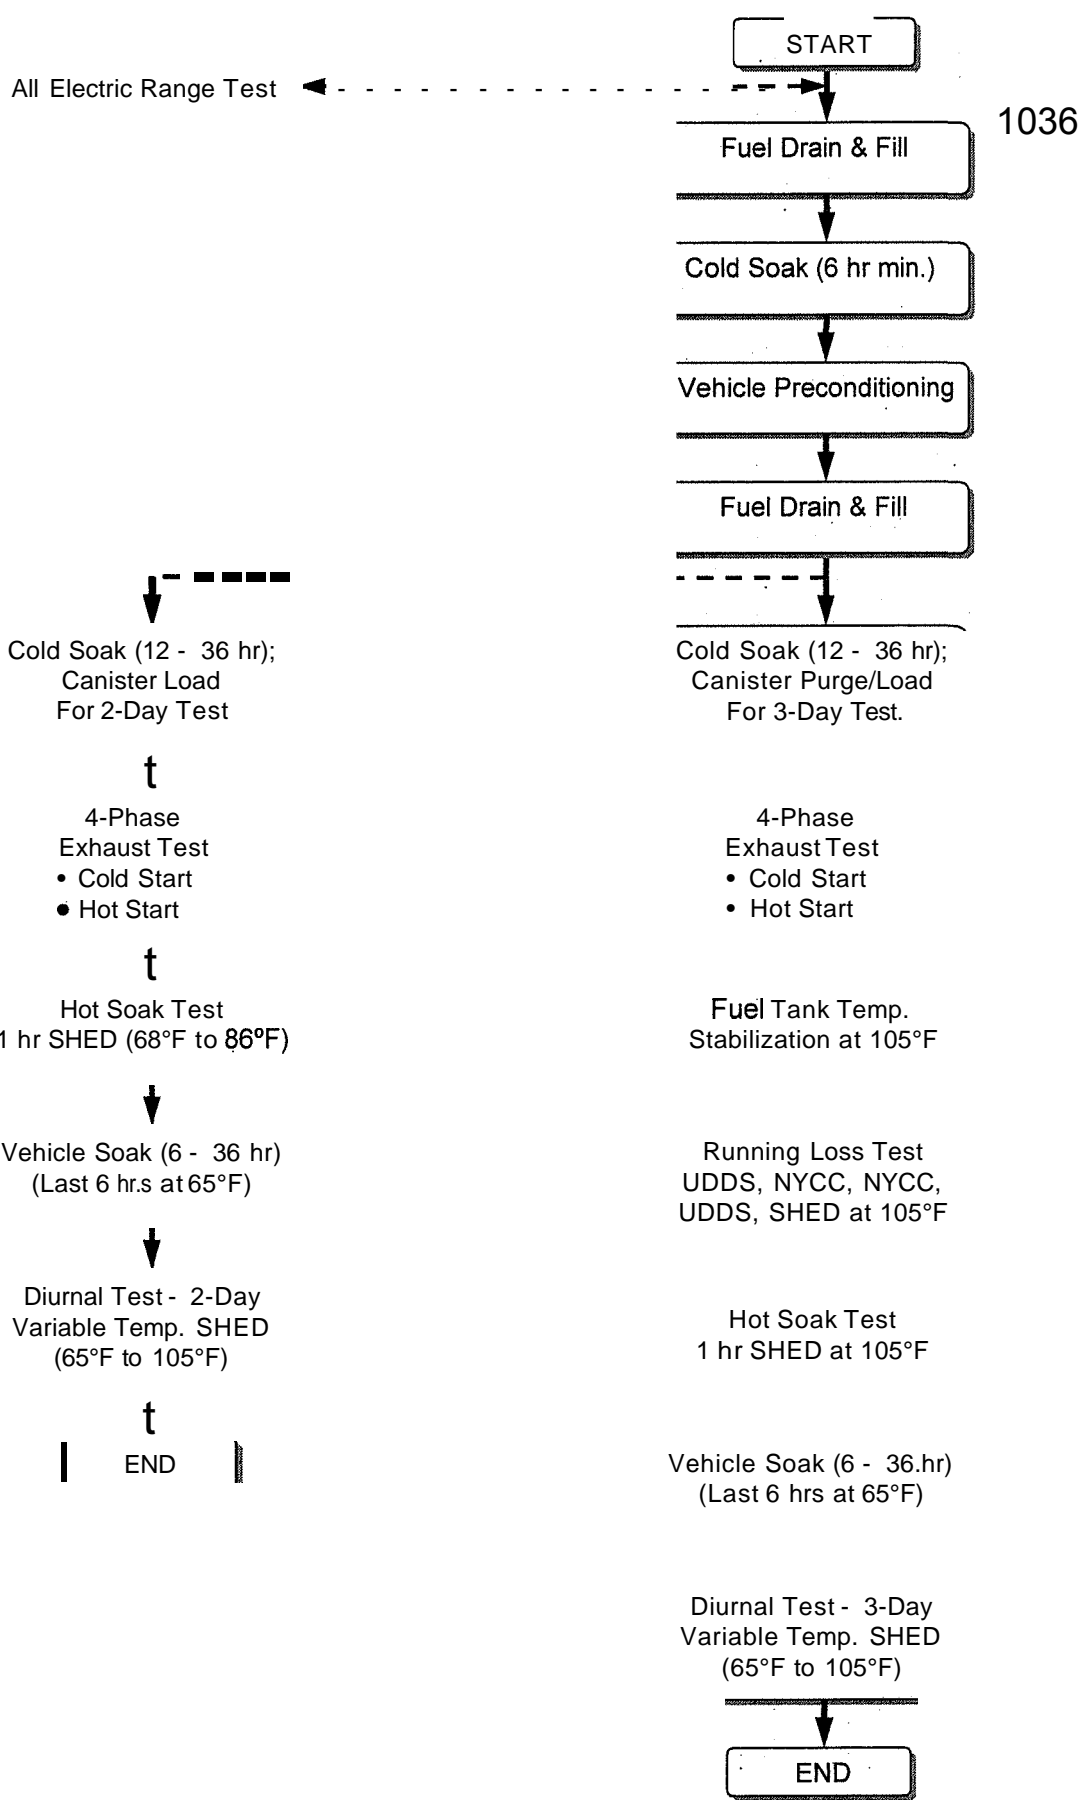 START
All Electric Range Test
1036
Fuel Drain & Fill
Cold Soak (6 hr min.)
Vehicle Preconditioning
Fuel Drain & Fill
Cold Soak (12 - 36 hr);
Canister Load
For 2-Day Test
t
4-Phase
Exhaust Test
• Cold Start
• Hot Start
t
Hot Soak Test
1 hr SHED (68°F to 86°F)
Vehicle Soak (6 - 36 hr)
(Last 6 hr.s at 65°F)
Diurnal Test - 2-Day
Variable Temp. SHED
(65°F to 105°F)
t
END
Cold Soak (12 - 36 hr);
Canister Purge/Load
For 3-Day Test.
4-Phase
Exhaust Test
• Cold Start
• Hot Start
Fuel Tank Temp.
Stabilization at 105°F
Running Loss Test
UDDS, NYCC, NYCC,
UDDS, SHED at 105°F
Hot Soak Test
1 hr SHED at 105°F
Vehicle Soak (6 - 36.hr)
(Last 6 hrs at 65°F)
Diurnal Test - 3-Day
Variable Temp. SHED
(65°F to 105°F)
END